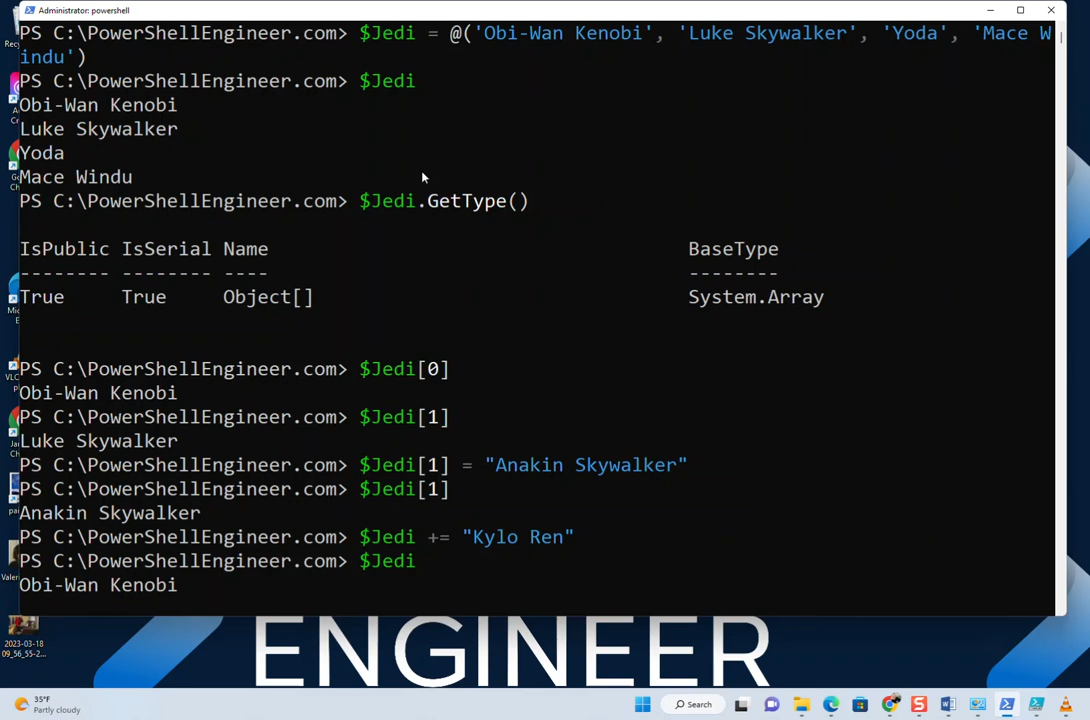 Administrator: powershell
PS C:\PowerShellEngineer.com> $Jedi = @('Obi-Wan Kenobi', 'Luke Skywalker', 'Yoda', 'Mace W
indu')
PS C:\PowerShellEngineer.com> $Jedi
Obi-Wan Kenobi
Luke Skywalker
Yoda
Mace Windu
PS C:\PowerShellEngineer.com> $Jedi.GetType()
IsPublic IsSerial Name BaseType
-------- -------- ---- --------
True True Object[] System.Array
PS C:\PowerShellEngineer.com> $Jedi[0]
Obi-Wan Kenobi
PS C:\PowerShellEngineer.com> $Jedi[1]
Luke Skywalker
PS C:\PowerShellEngineer.com> $Jedi[1] = "Anakin Skywalker"
PS C:\PowerShellEngineer.com> $Jedi[1]
Anakin Skywalker
PS C:\PowerShellEngineer.com> $Jedi += "Kylo Ren"
PS C:\PowerShellEngineer.com> $Jedi
Obi-Wan Kenobi
ENGINEER
2023-03-18
09_56_55-2...
35°F
Partly cloudy
Search